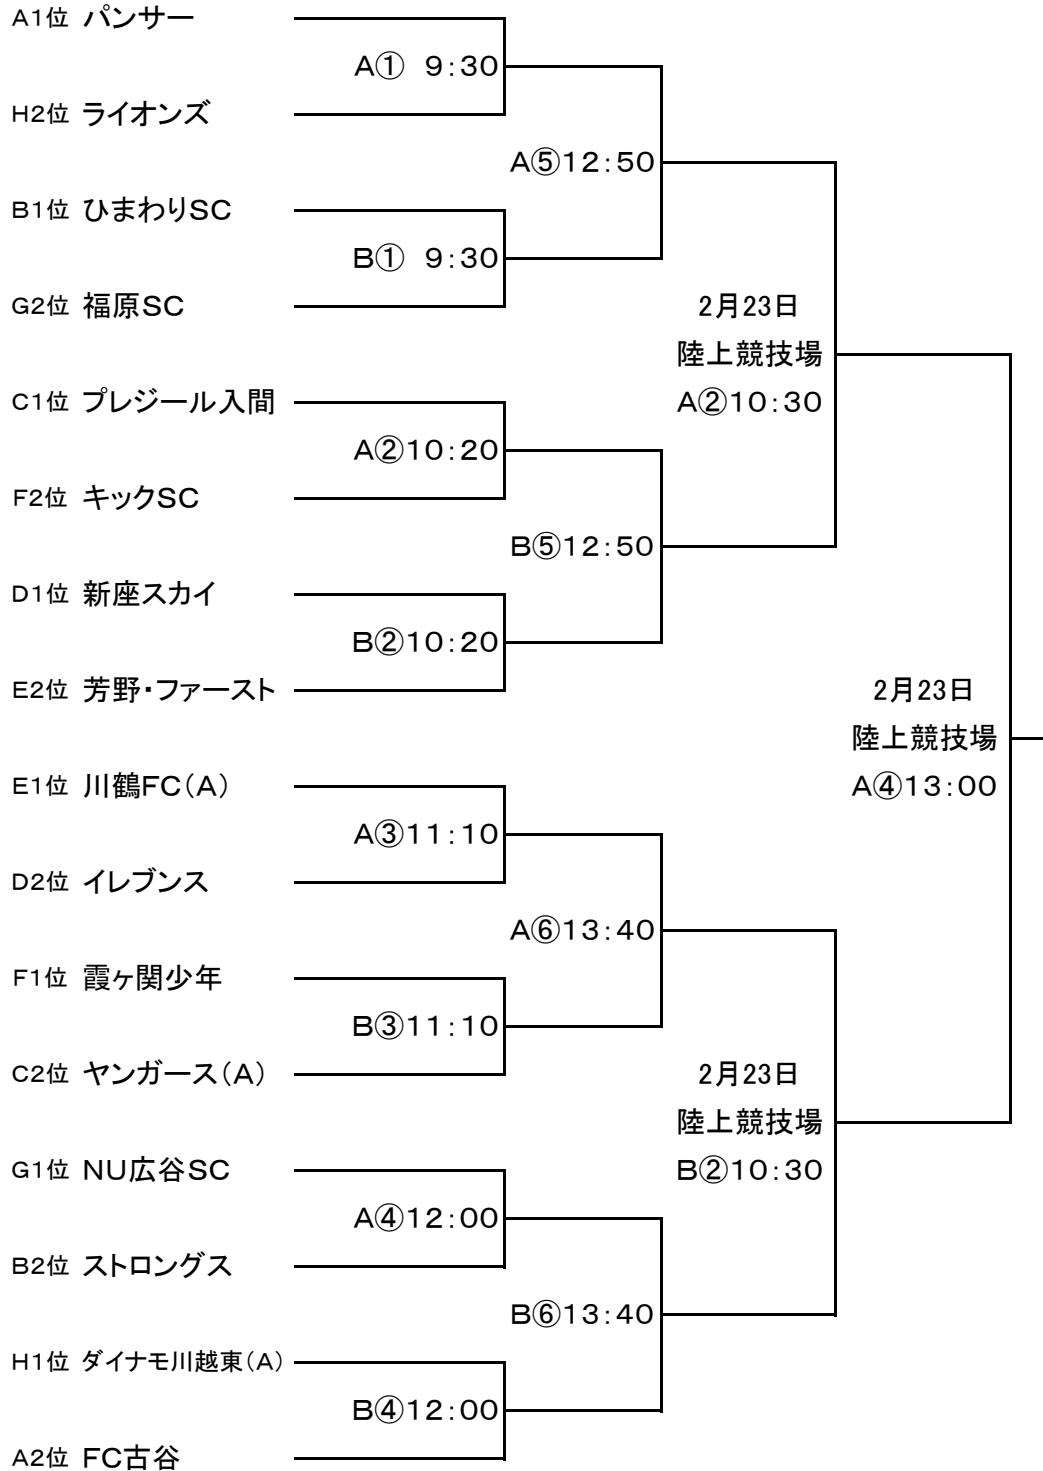 A1位 パンサー
A① 9:30
H2位 ライオンズ
A⑤12:50
B1位 ひまわりSC
B① 9:30
G2位 福原SC
2月23日
陸上競技場
A②10:30
C1位 プレジール入間
A②10:20
F2位 キックSC
B⑤12:50
D1位 新座スカイ
B②10:20
E2位 芳野・ファースト
2月23日
陸上競技場
A④13:00
E1位 川鶴FC(A)
A③11:10
D2位 イレブンス
A⑥13:40
F1位 霞ヶ関少年
B③11:10
C2位 ヤンガース(A)
2月23日
陸上競技場
B②10:30
G1位 NU広谷SC
A④12:00
B2位 ストロングス
B⑥13:40
H1位 ダイナモ川越東(A)
B④12:00
A2位 FC古谷